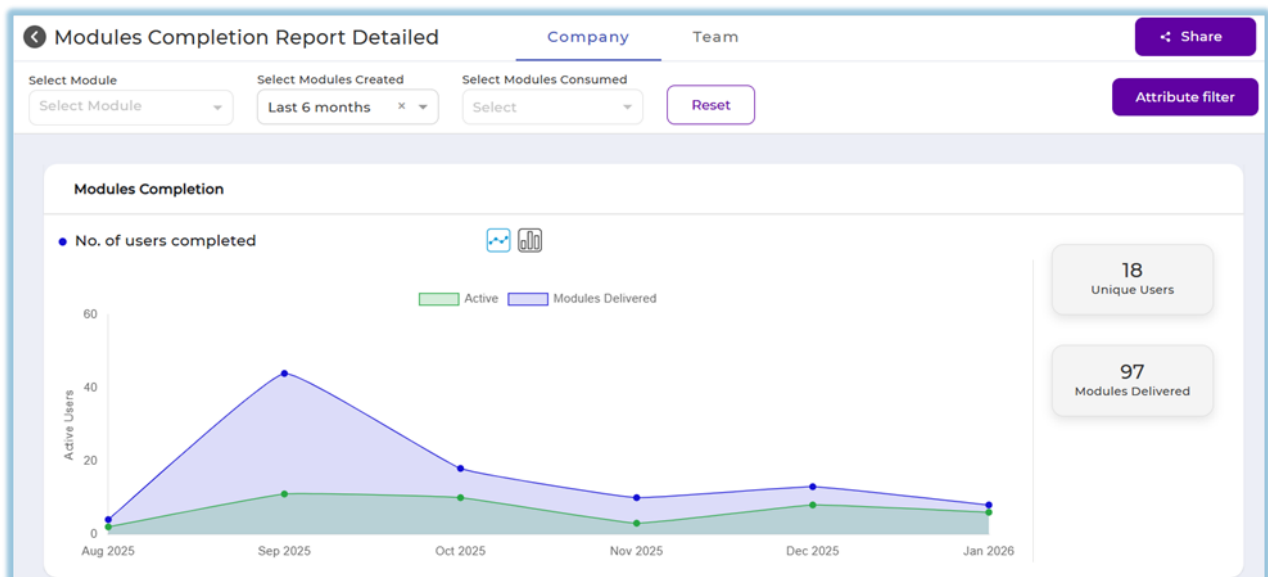 Modules Completion Report Detailed
Company
Team
Share
Select Module
Select Module
Select Modules Created
Last 6 months ×
Select Modules Consumed
Select
Reset
Attribute filter
Modules Completion
No. of users completed
Active
Modules Delivered
60
40
20
0
Active Users
Aug 2025
Sep 2025
Oct 2025
Nov 2025
Dec 2025
Jan 2026
18
Unique Users
97
Modules Delivered